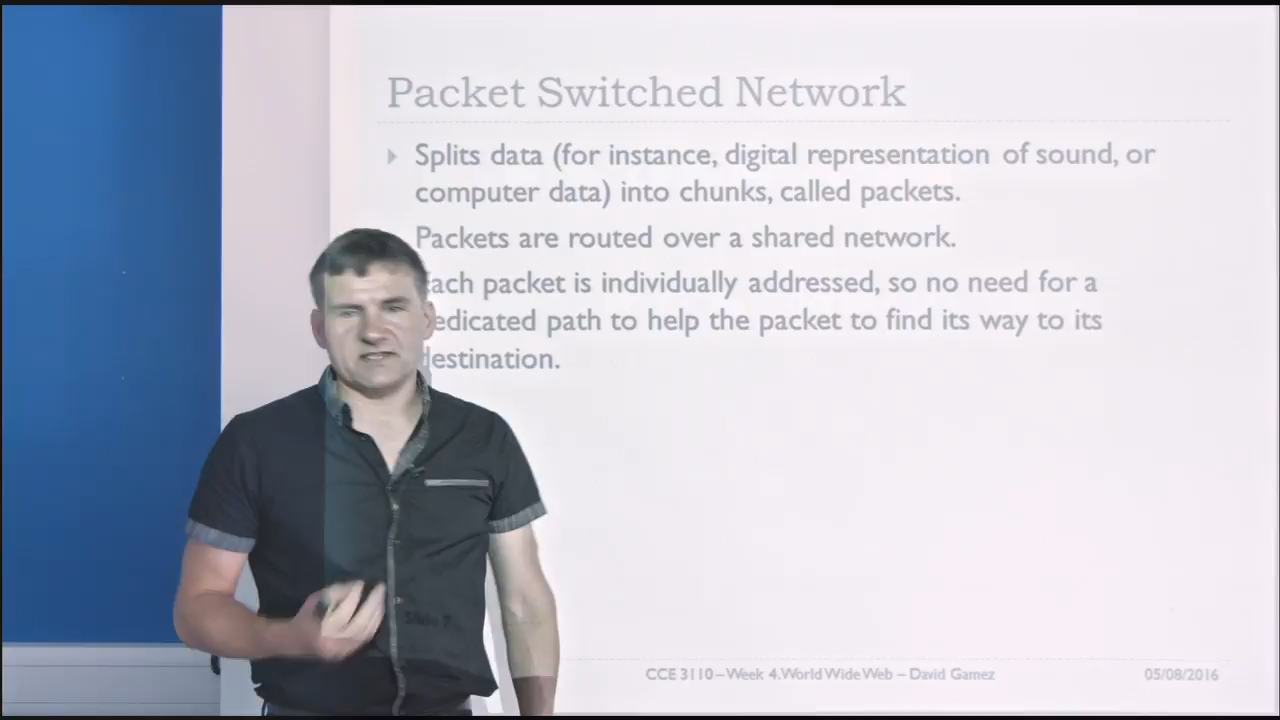 Packet Switched Network
Splits data (for instance, digital representation of sound, or
computer data) into chunks, called packets.
Packets are routed over a shared network.
ach packet is individually addressed, so no need for a
edicated path to help the packet to find its way to its
destination.
Slide 7
CCE 3110 – Week 4. World Wide Web – David Gamez
05/08/2016